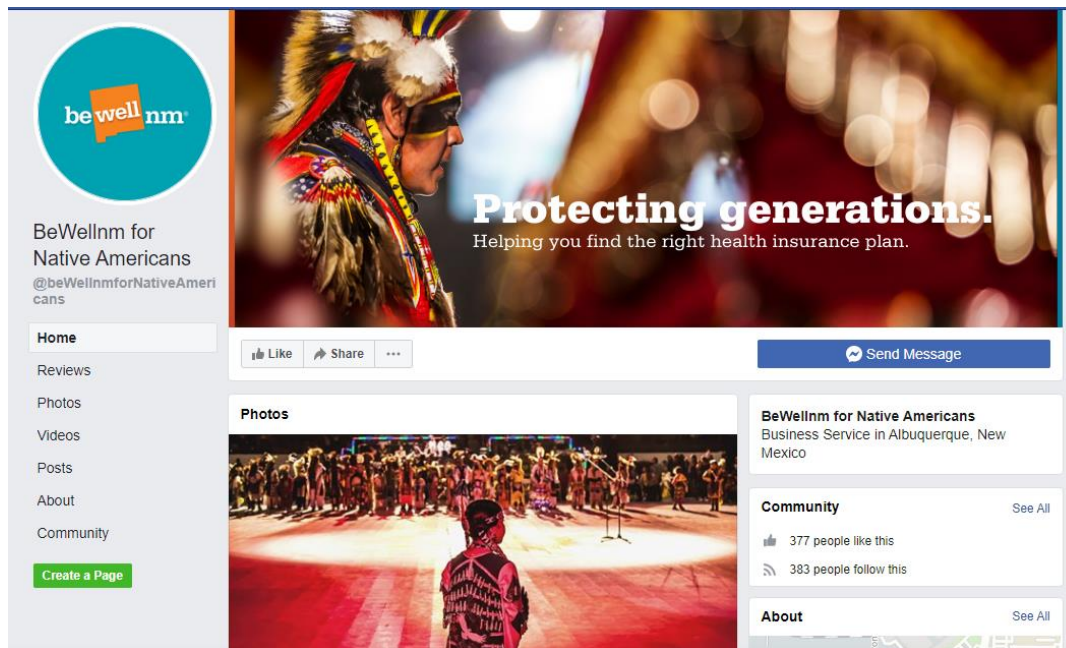 be well nm
BeWellnm for
Native Americans
@beWellnmforNativeAmeri
cans
Home
Reviews
Photos
Videos
Posts
About
Community
Create a Page
Protecting generations.
Helping you find the right health insurance plan.
Like
Share
...
Send Message
Photos
BeWellnm for Native Americans
Business Service in Albuquerque, New
Mexico
Community
See All
377 people like this
383 people follow this
About
See All